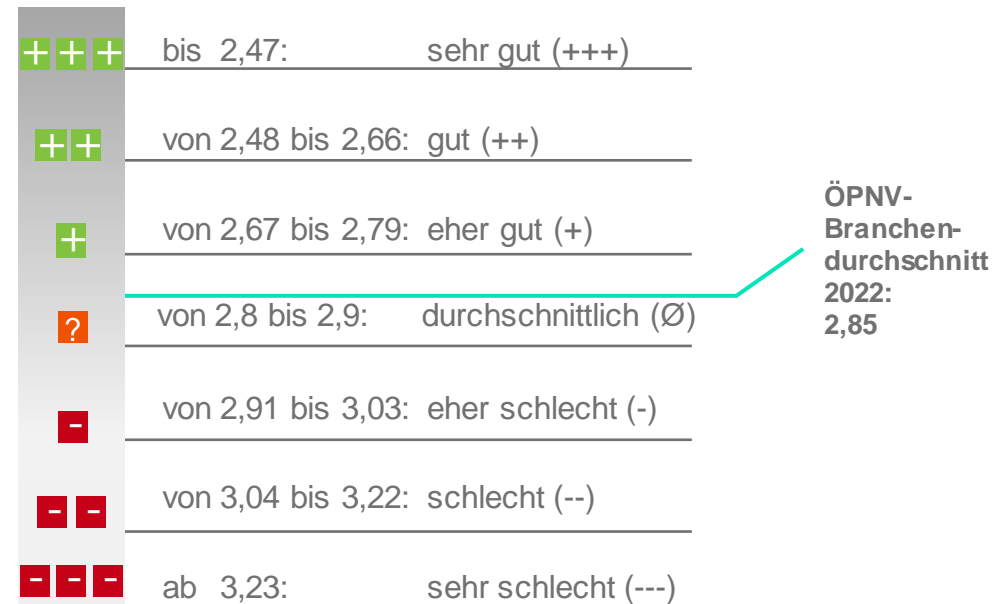 +++ bis 2,47: sehr gut (+++)
++ von 2,48 bis 2,66: gut (++)
+ von 2,67 bis 2,79: eher gut (+)
ÖPNV-
Branchen-
durchschnitt
2022:
2,85
? von 2,8 bis 2,9: durchschnittlich (Ø)
- von 2,91 bis 3,03: eher schlecht (-)
-- von 3,04 bis 3,22: schlecht (--)
--- ab 3,23: sehr schlecht (---)